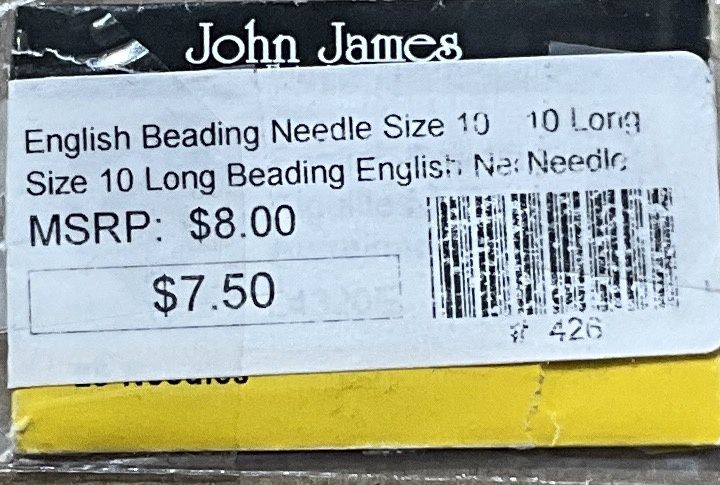 John James
English Beading Needle Size 10 10 Long
Size 10 Long Beading English Needle
MSRP: $8.00
$7.50
# 426
Needles